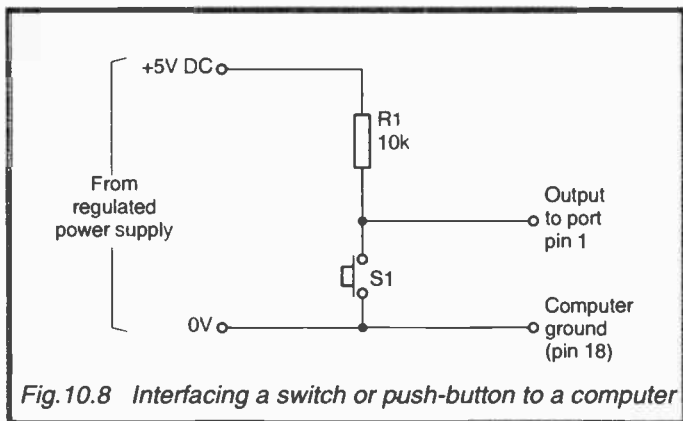 +5V DC
R1
10k
From
regulated
power supply
Output
to port
pin 1
S1
0V
Computer
ground
(pin 18)
Fig.10.8 Interfacing a switch or push-button to a computer